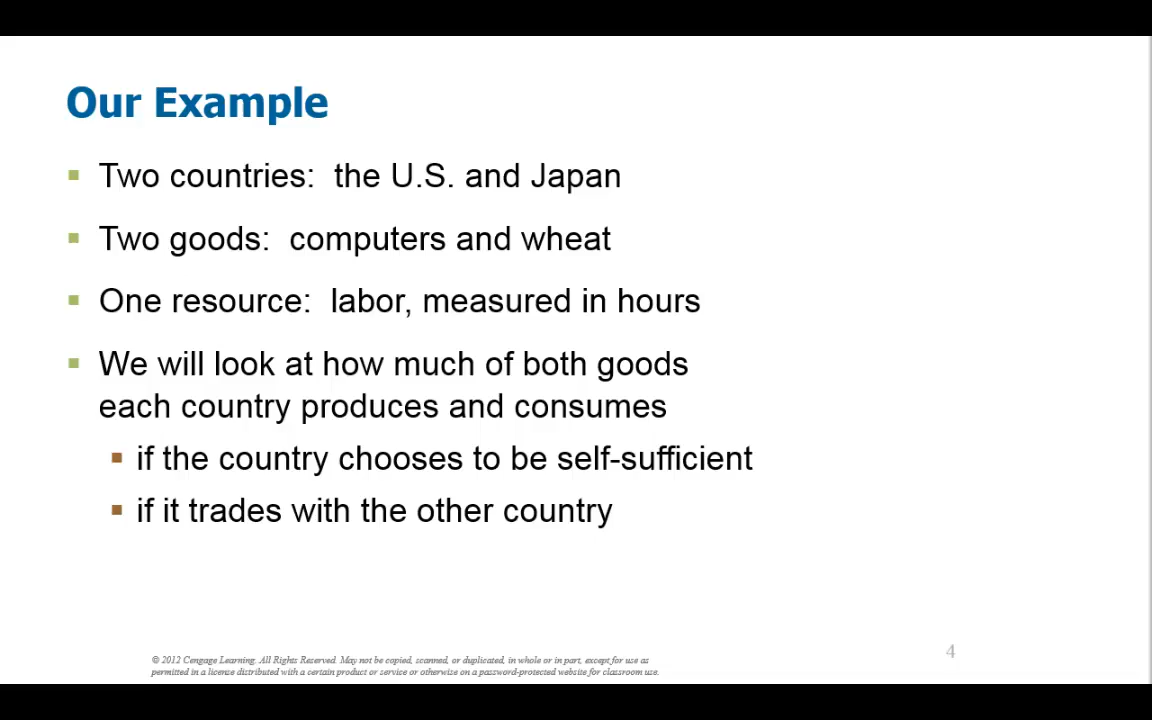 Our Example
Two countries: the U.S. and Japan
Two goods: computers and wheat
One resource: labor, measured in hours
We will look at how much of both goods
each country produces and consumes
if the country chooses to be self-sufficient
if it trades with the other country
© 2012 Cengage Learning. All Rights Reserved. May not be copied, scanned, or duplicated, in whole or in part, except for use as
permitted in a license distributed with a certain product or service or otherwise on a password-protected website for classroom use.
4